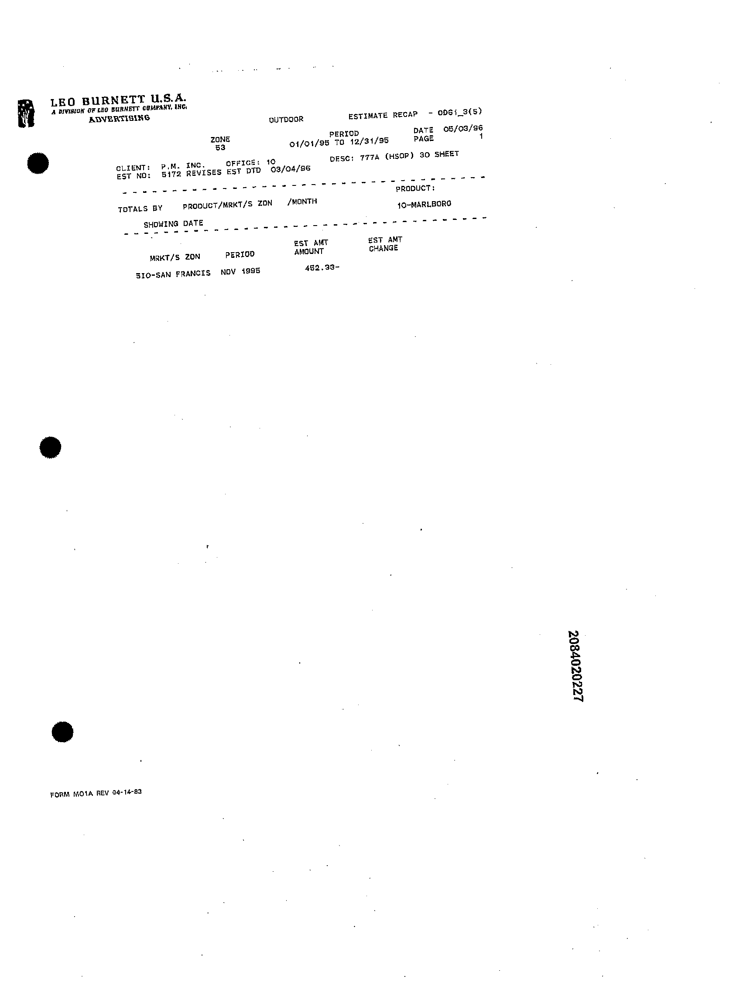 LEO BURNETT U.S.A.
A DIVISION OF LEO BURNETT COMPANY, INC.
ADVERTISING
OUTDOOR ESTIMATE RECAP - ODG1_3(5)
ZONE PERIOD DATE 05/03/96
53 01/01/95 TO 12/31/95 PAGE 1
CLIENT: P.M. INC. OFFICE: 10 DESC: 777A (HSOP) 30 SHEET
EST NO: 5172 REVISES EST DTD 03/04/96
PRODUCT:
TOTALS BY PRODUCT/MRKT/S ZON /MONTH 10-MARLBORO
SHOWING DATE
EST AMT EST AMT
MRKT/S ZON PERIOD AMOUNT CHANGE
510-SAN FRANCIS NOV 1995 452.93-
2084020227
FORM M01A REV 04-14-83